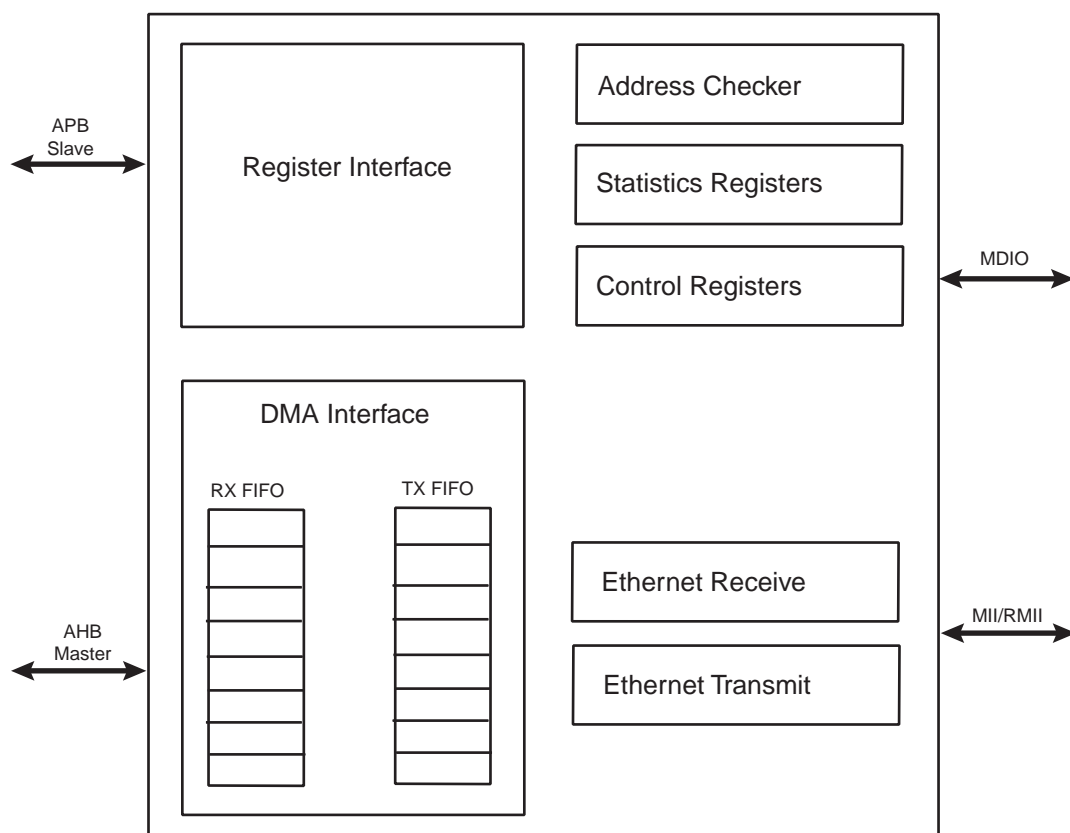 Address Checker
APB
Slave
Register Interface
Statistics Registers
MDIO
Control Registers
DMA Interface
RX FIFO
TX FIFO
Ethernet Receive
MII/RMII
AHB
Master
Ethernet Transmit